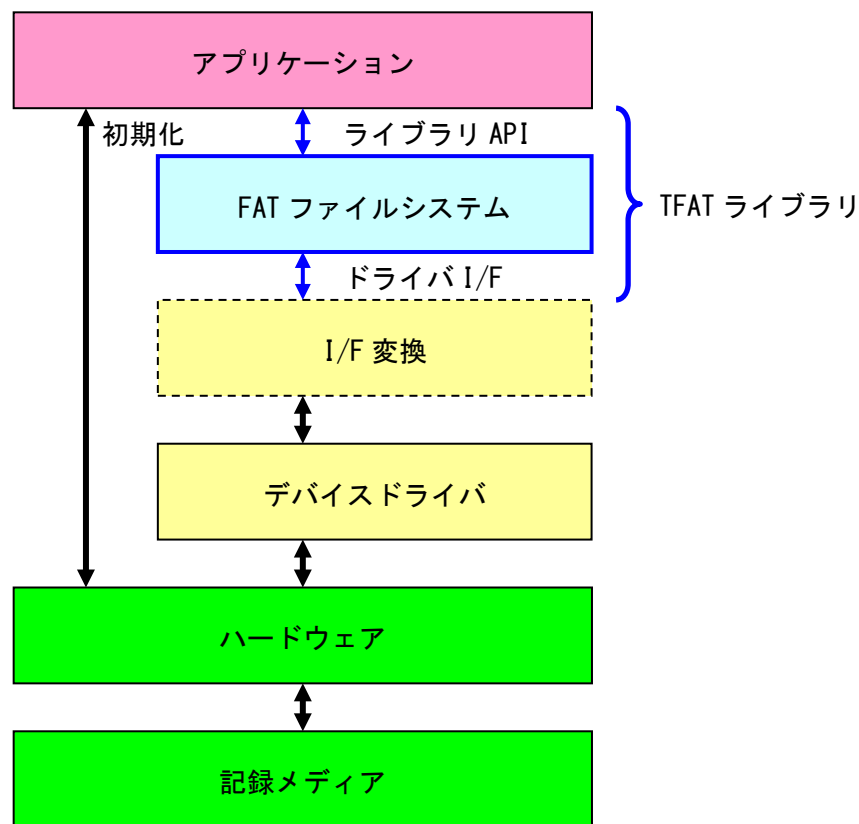 アプリケーション
初期化
ライブラリ API
FAT ファイルシステム
TFAT ライブラリ
ドライバ I/F
I/F 変換
デバイスドライバ
ハードウェア
記録メディア